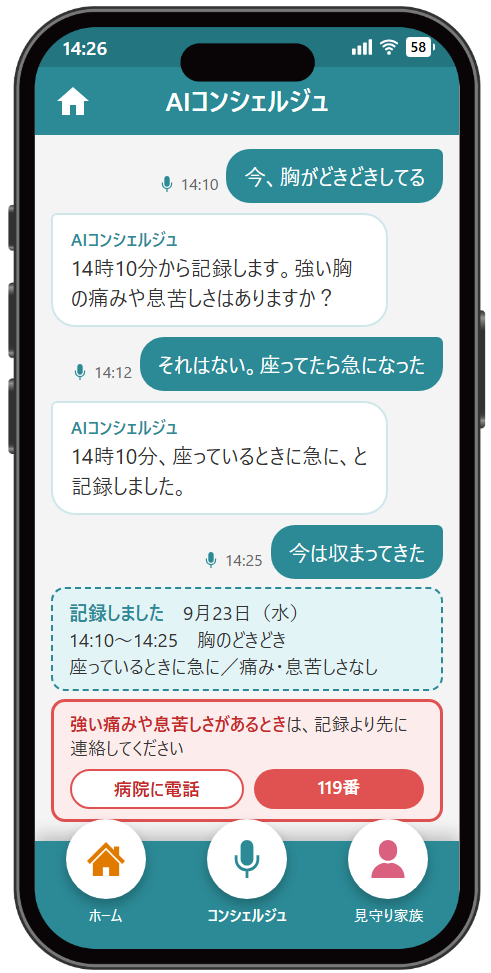 14:26
58
AIコンシェルジュ
14:10
今、胸がどきどきしてる
AIコンシェルジュ
14時10分から記録します。強い胸
の痛みや息苦しさはありますか？
14:12
それはない。座ってたら急になった
AIコンシェルジュ
14時10分、座っているときに急に、と
記録しました。
14:25
今は収まってきた
記録しました 9月23日（水）
14:10～14:25 胸のどきどき
座っているときに急に／痛み・息苦しさなし
強い痛みや息苦しさがあるときは、記録より先に
連絡してください
病院に電話
119番
ホーム
コンシェルジュ
見守り家族